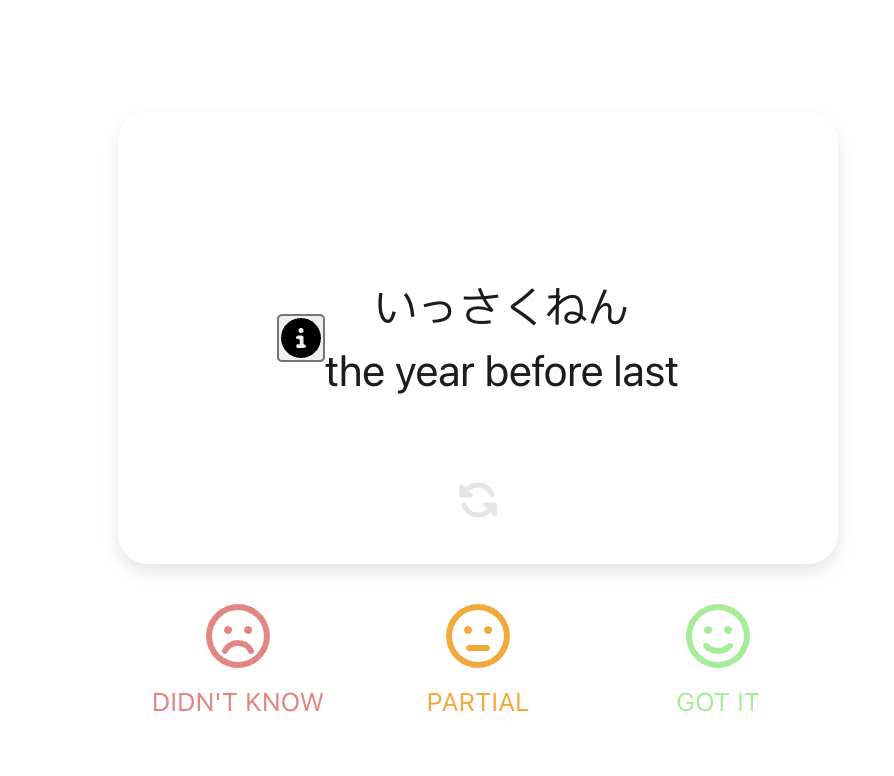 いっさくねん
the year before last
DIDN'T KNOW
PARTIAL
GOT IT